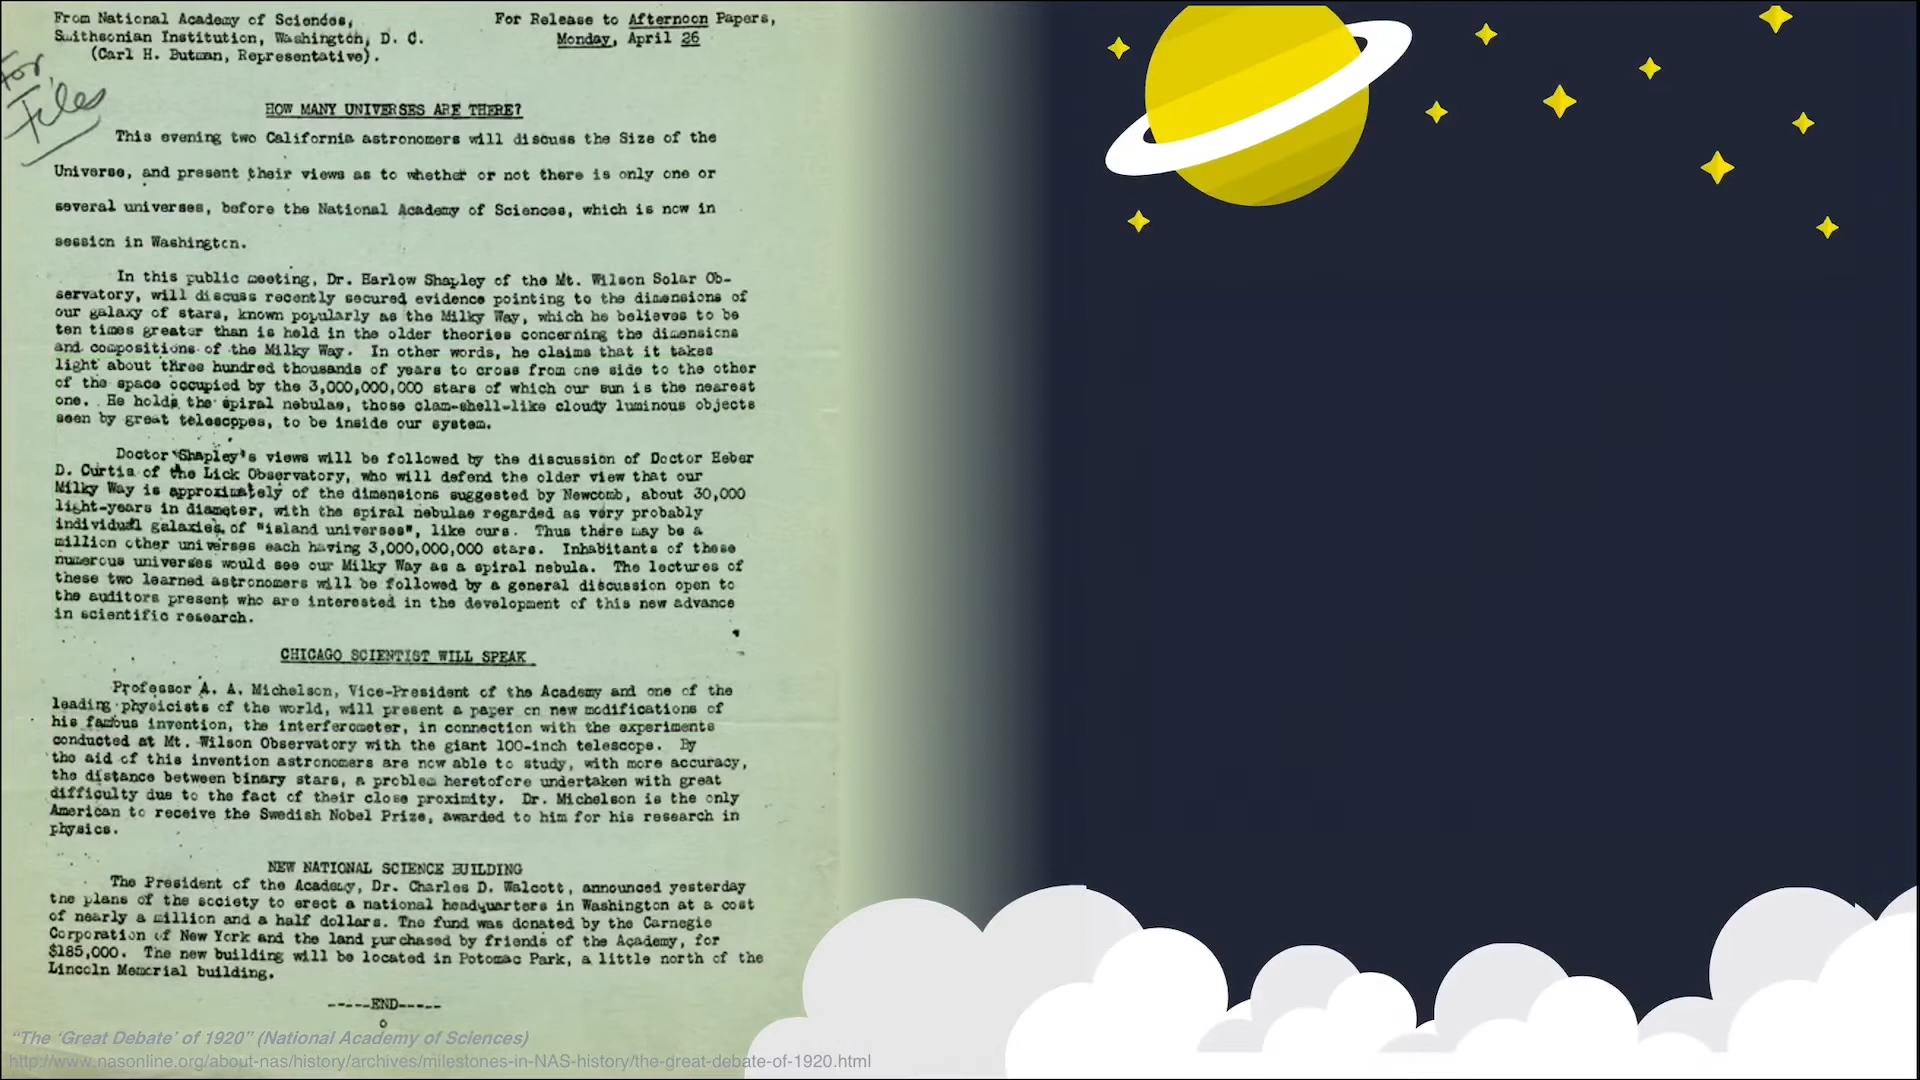 From National Academy of Sciences,
Smithsonian Institution, Washington, D. C.
(Carl H. Butman, Representative).
For Release to Afternoon Papers,
Monday, April 26
For
Files
HOW MANY UNIVERSES ARE THERE?
This evening two California astronomers will discuss the Size of the
Universe, and present their views as to whether or not there is only one or
several universes, before the National Academy of Sciences, which is now in
session in Washington.
In this public meeting, Dr. Harlow Shapley of the Mt. Wilson Solar Ob-
servatory, will discuss recently secured evidence pointing to the dimensions of
our galaxy of stars, known popularly as the Milky Way, which he believes to be
ten times greater than is held in the older theories concerning the dimensions
and compositions of the Milky Way. In other words, he claims that it takes
light about three hundred thousands of years to cross from one side to the other
of the space occupied by the 3,000,000,000 stars of which our sun is the nearest
one. He holds the spiral nebulae, those clam-shell-like cloudy luminous objects
seen by great telescopes, to be inside our system.
Doctor Shapley's views will be followed by the discussion of Doctor Heber
D. Curtis of the Lick Observatory, who will defend the older view that our
Milky Way is approximately of the dimensions suggested by Newcomb, about 30,000
light-years in diameter, with the spiral nebulae regarded as very probably
individual galaxies of "island universes", like ours. Thus there may be a
million other universes each having 3,000,000,000 stars. Inhabitants of these
numerous universes would see our Milky Way as a spiral nebula. The lectures of
these two learned astronomers will be followed by a general discussion open to
the auditors present who are interested in the development of this new advance
in scientific research.
CHICAGO SCIENTIST WILL SPEAK
Professor A. A. Michelson, Vice-President of the Academy and one of the
leading physicists of the world, will present a paper on new modifications of
his famous invention, the interferometer, in connection with the experiments
conducted at Mt. Wilson Observatory with the giant 100-inch telescope. By
the aid of this invention astronomers are now able to study, with more accuracy,
the distance between binary stars, a problem heretofore undertaken with great
difficulty due to the fact of their close proximity. Dr. Michelson is the only
American to receive the Swedish Nobel Prize, awarded to him for his research in
physics.
NEW NATIONAL SCIENCE BUILDING
The President of the Academy, Dr. Charles D. Walcott, announced yesterday
the plans of the society to erect a national headquarters in Washington at a cost
of nearly a million and a half dollars. The fund was donated by the Carnegie
Corporation of New York and the land purchased by friends of the Academy, for
$185,000. The new building will be located in Potomac Park, a little north of the
Lincoln Memorial building.
-----END-----
“The ‘Great Debate’ of 1920” (National Academy of Sciences)
http://www.nasonline.org/about-nas/history/archives/milestones-in-NAS-history/the-great-debate-of-1920.html